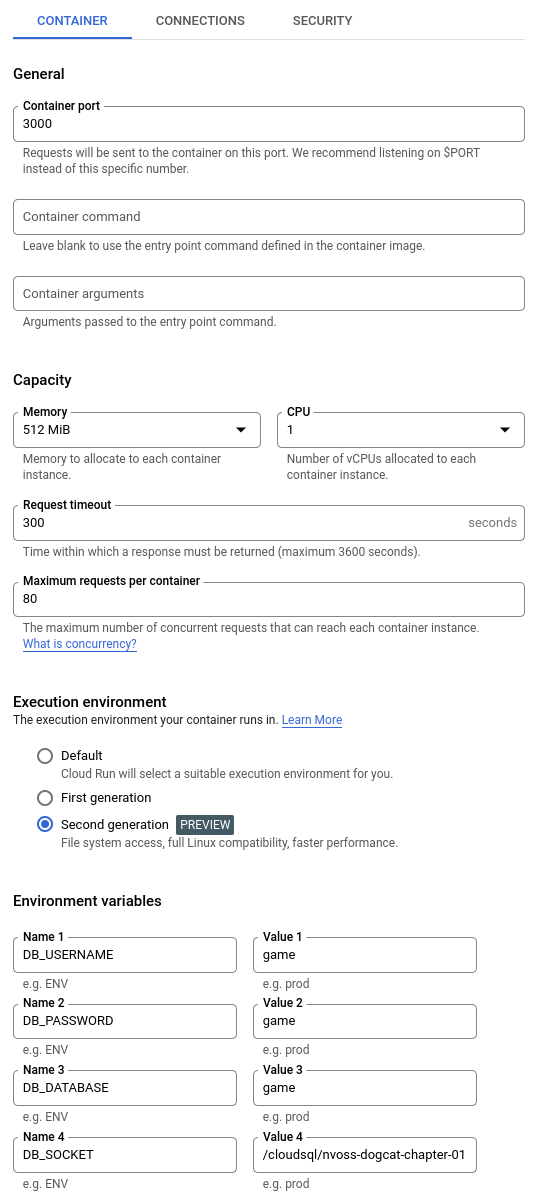 CONTAINER CONNECTIONS SECURITY
General
Container port
3000
Requests will be sent to the container on this port. We recommend listening on $PORT
instead of this specific number.
Container command
Leave blank to use the entry point command defined in the container image.
Container arguments
Arguments passed to the entry point command.
Capacity
Memory CPU
512 MiB 1
Memory to allocate to each container Number of vCPUs allocated to each
instance. container instance.
Request timeout
300 seconds
Time within which a response must be returned (maximum 3600 seconds).
Maximum requests per container
80
The maximum number of concurrent requests that can reach each container instance.
What is concurrency?
Execution environment
The execution environment your container runs in. Learn More
Default
Cloud Run will select a suitable execution environment for you.
First generation
Second generation PREVIEW
File system access, full Linux compatibility, faster performance.
Environment variables
Name 1 Value 1
DB_USERNAME game
e.g. ENV e.g. prod
Name 2 Value 2
DB_PASSWORD game
e.g. ENV e.g. prod
Name 3 Value 3
DB_DATABASE game
e.g. ENV e.g. prod
Name 4 Value 4
DB_SOCKET /cloudsql/nvoss-dogcat-chapter-01
e.g. ENV e.g. prod